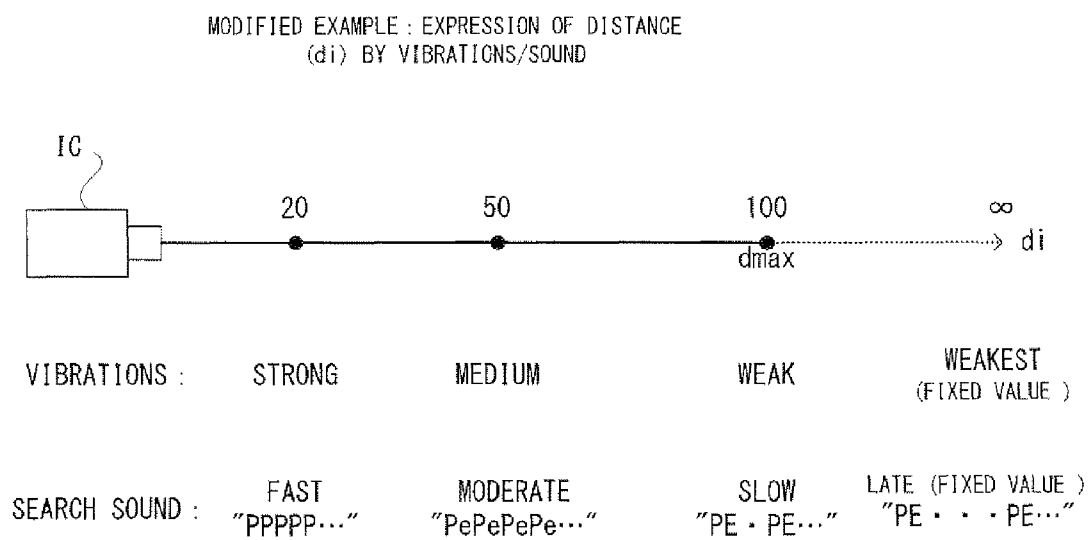 MODIFIED EXAMPLE : EXPRESSION OF DISTANCE
(di) BY VIBRATIONS/SOUND
IC
20 50 100 ∞
di
dmax
VIBRATIONS : STRONG MEDIUM WEAK WEAKEST
(FIXED VALUE )
FAST MODERATE SLOW LATE (FIXED VALUE )
SEARCH SOUND : "PPPPP···" "PePePePe···" "PE · PE···" "PE · · · PE···"